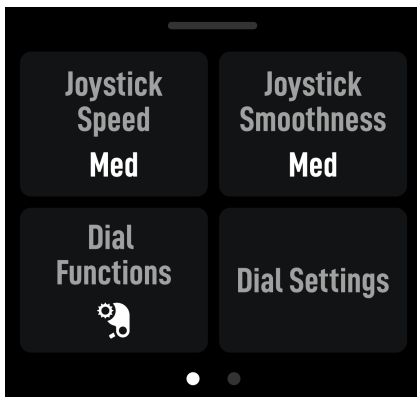 Joystick
Speed
Med
Joystick
Smoothness
Med
Dial
Functions
Dial Settings